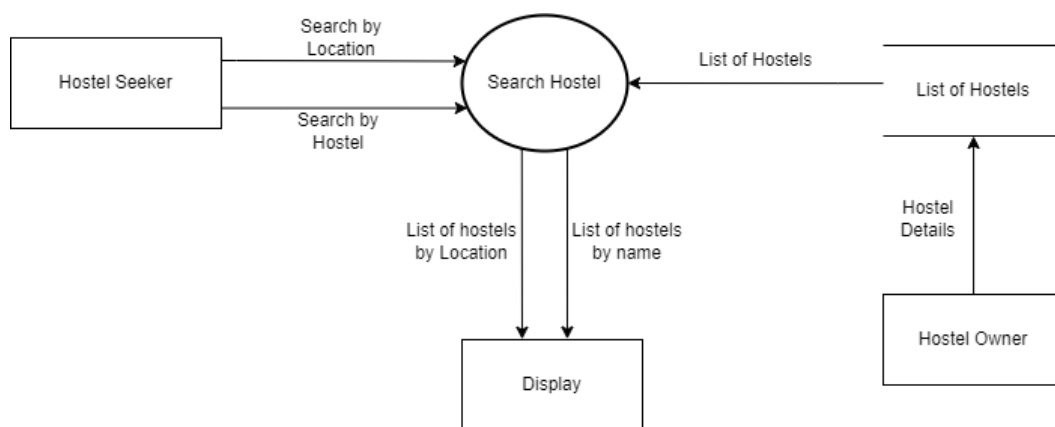 Search by
Location
Hostel Seeker
Search Hostel
List of Hostels
List of Hostels
Search by
Hostel
List of hostels
by Location
List of hostels
by name
Hostel
Details
Hostel Owner
Display